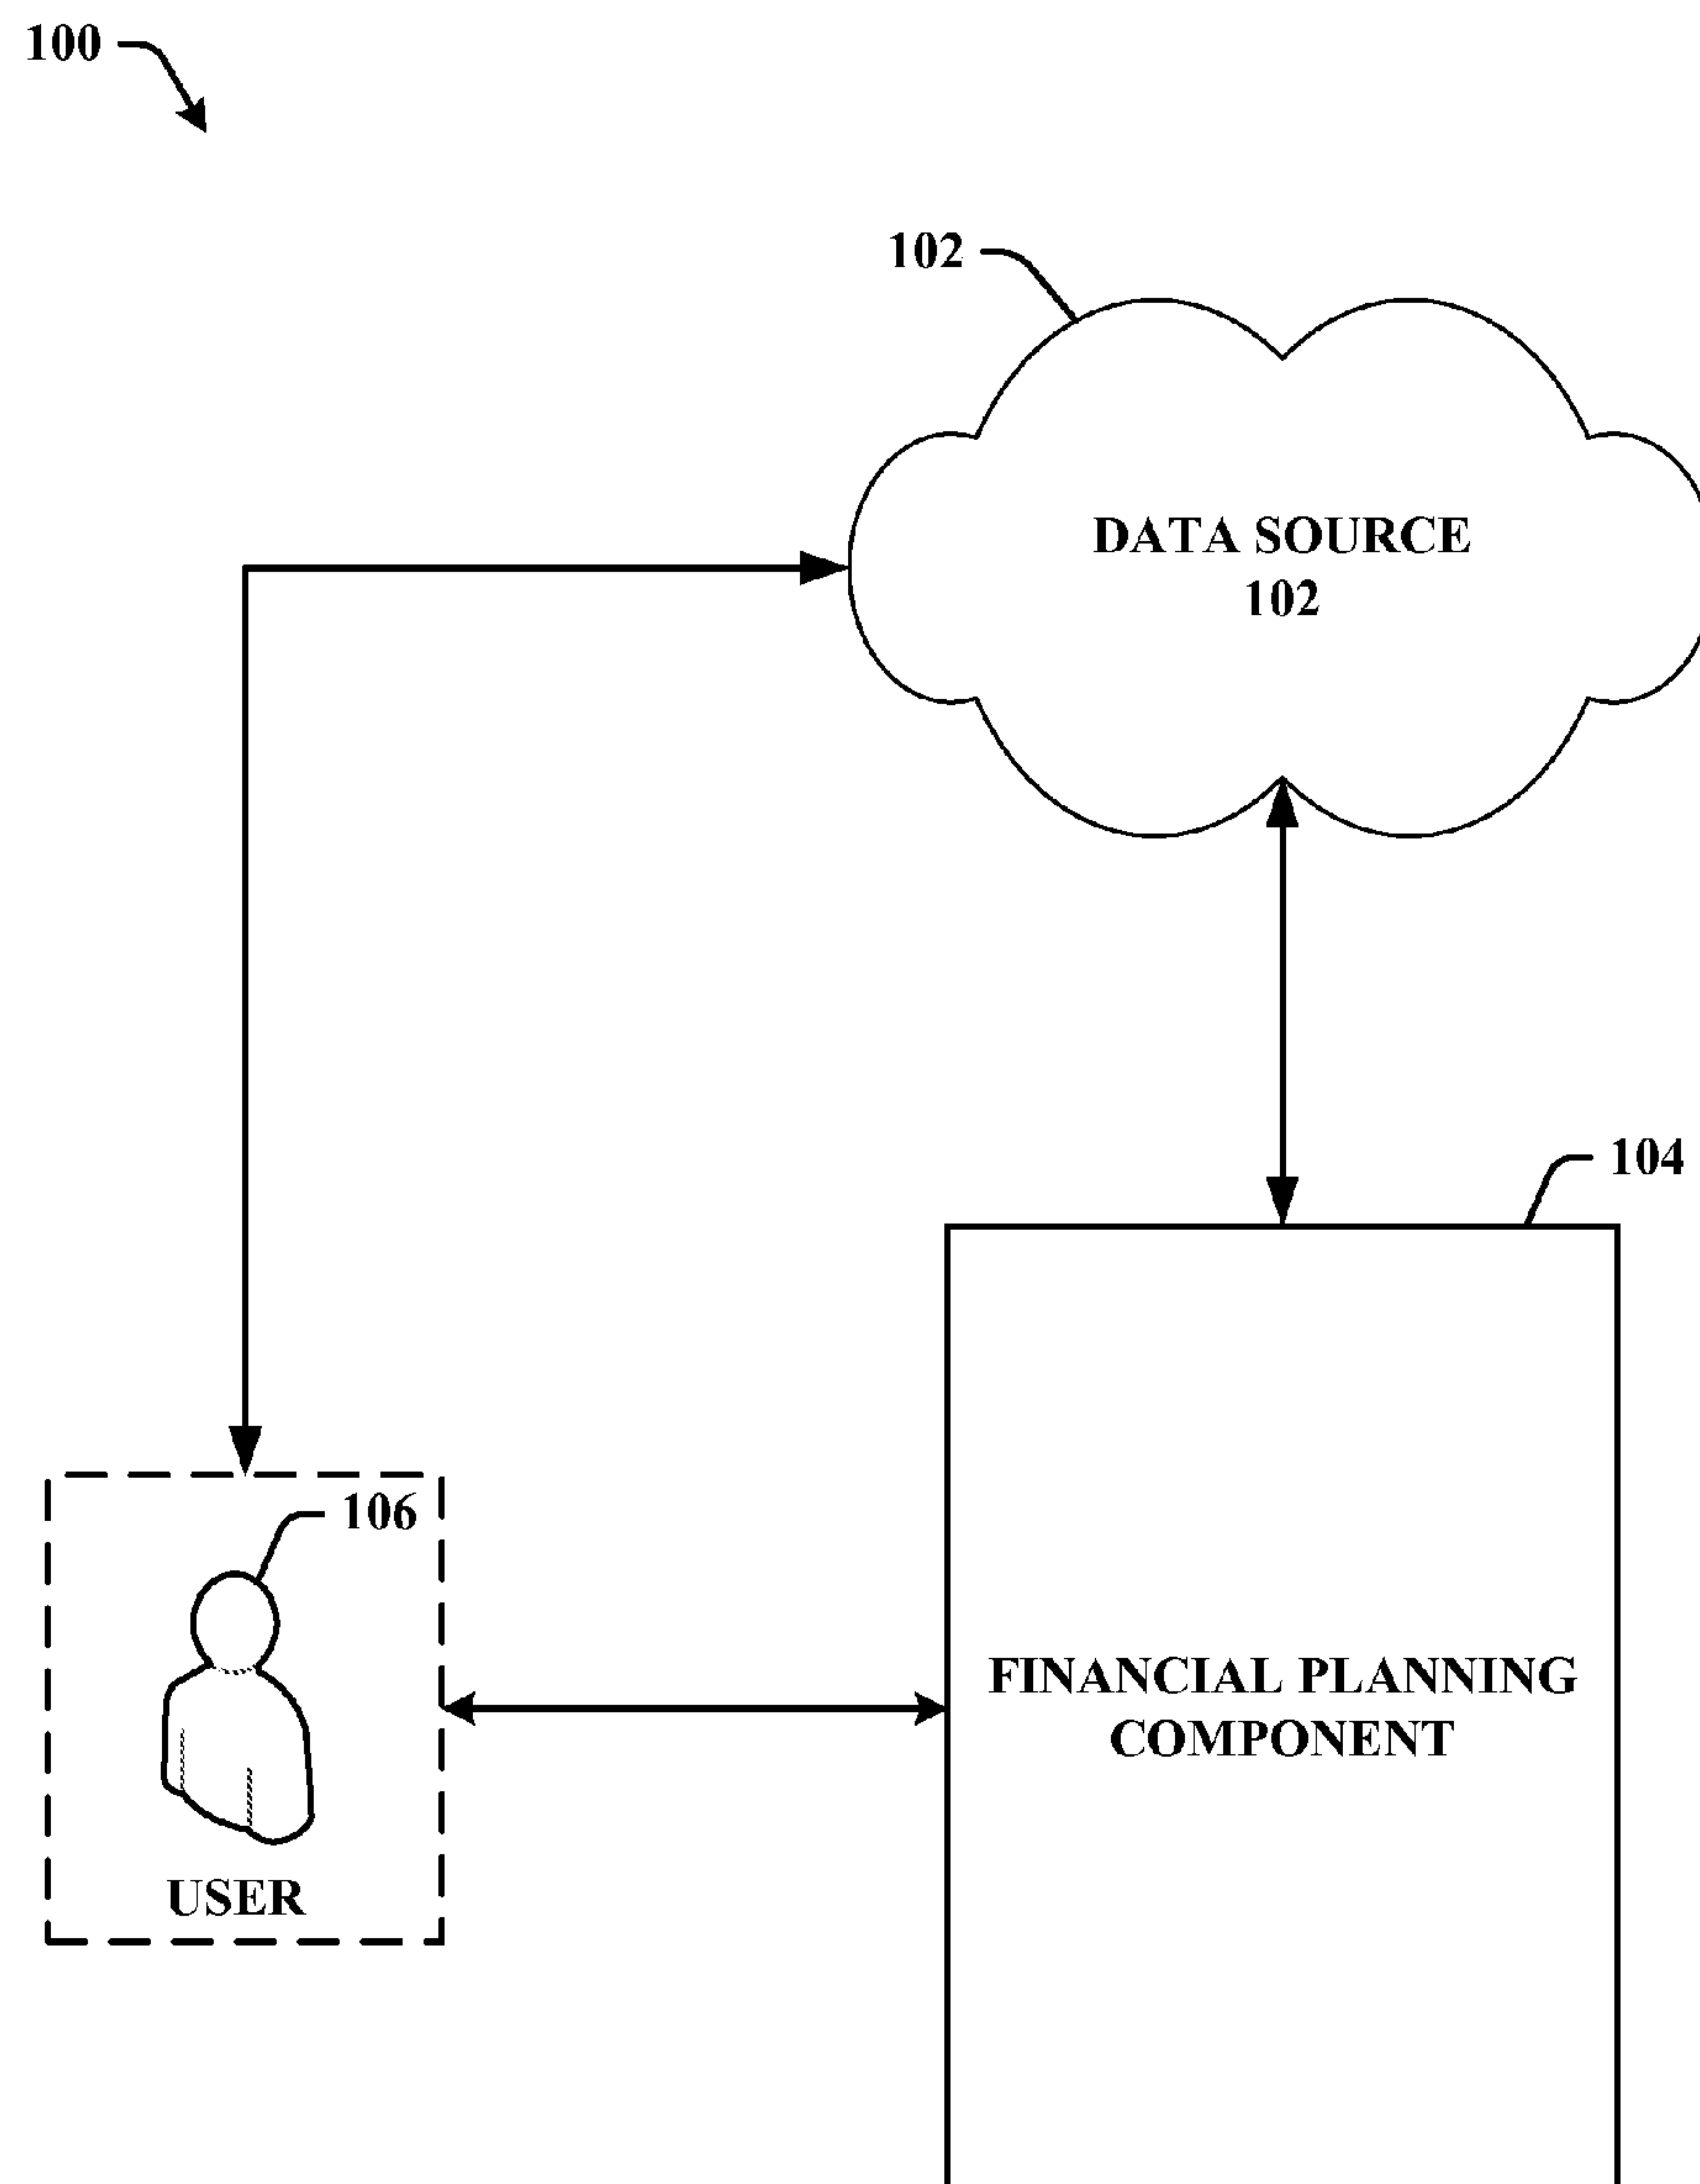 100
102
DATA SOURCE
102
104
106
FINANCIAL PLANNING
COMPONENT
USER